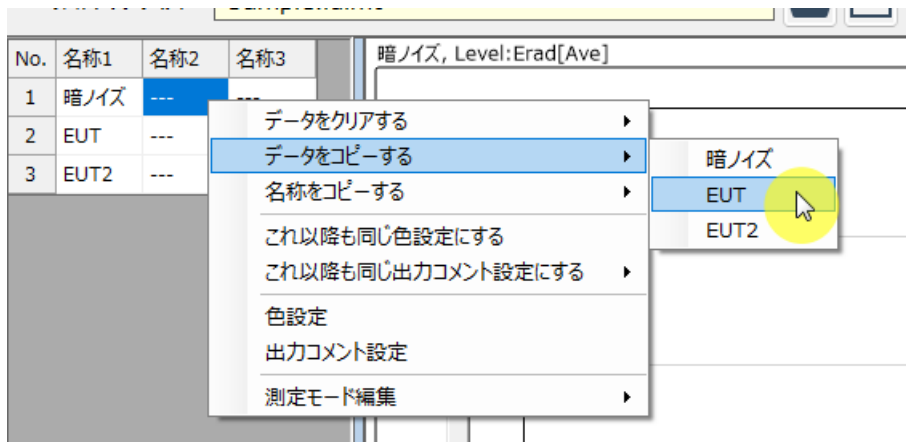 No. 名称1 名称2 名称3
暗ノイズ, Level:Erad[Ave]
1 暗ノイズ --- ---
2 EUT ---
3 EUT2 ---
データをクリアする
データをコピーする
名称をコピーする
これ以降も同じ色設定にする
これ以降も同じ出力コメント設定にする
色設定
出力コメント設定
測定モード編集
暗ノイズ
EUT
EUT2